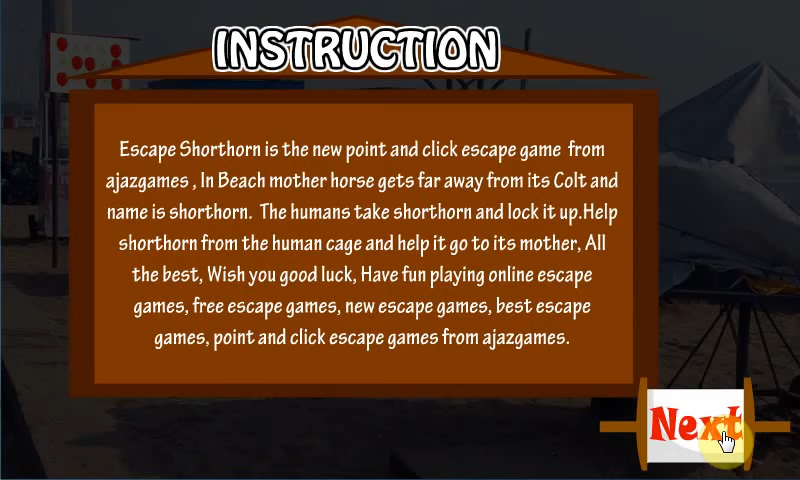 INSTRUCTION
Escape Shorthorn is the new point and click escape game from
ajazgames , In Beach mother horse gets far away from its Colt and
name is shorthorn. The humans take shorthorn and lock it up.Help
shorthorn from the human cage and help it go to its mother, All
the best, Wish you good luck, Have fun playing online escape
games, free escape games, new escape games, best escape
games, point and click escape games from ajazgames.
Next